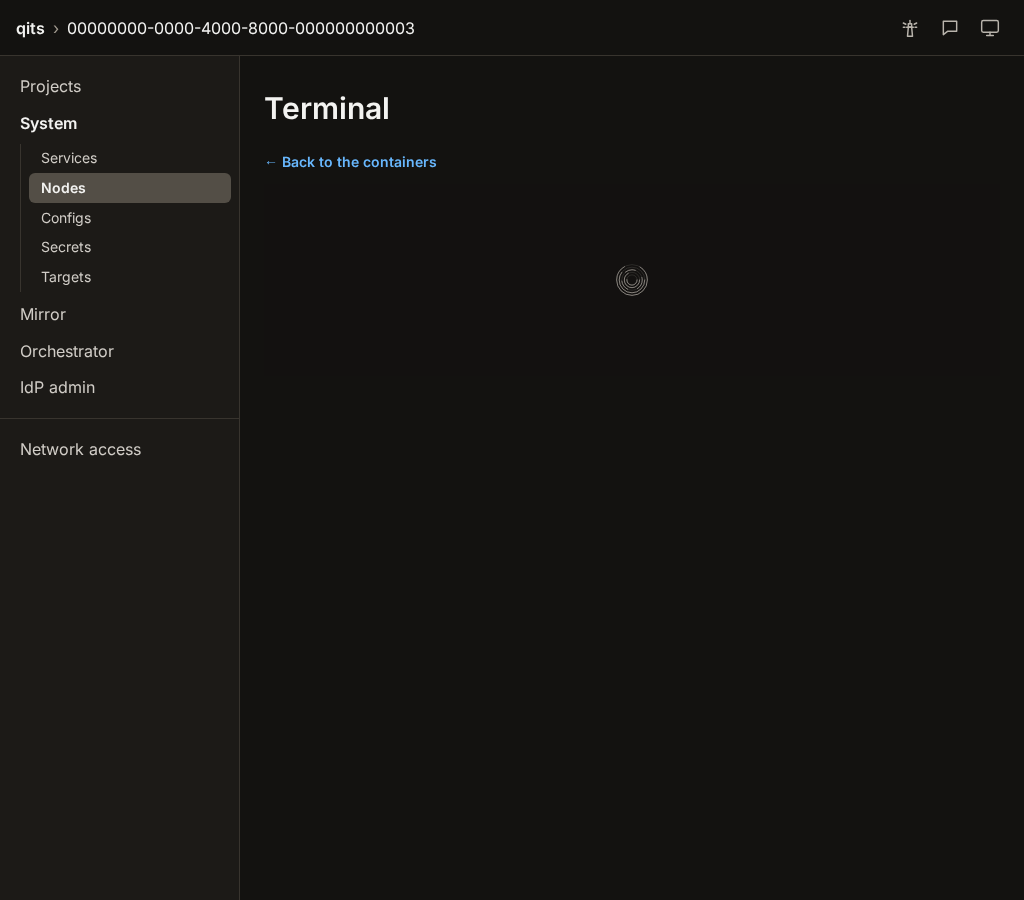 qits › 00000000-0000-4000-8000-000000000003
Projects
System
Services
Nodes
Configs
Secrets
Targets
Mirror
Orchestrator
IdP admin
Network access
Terminal
← Back to the containers